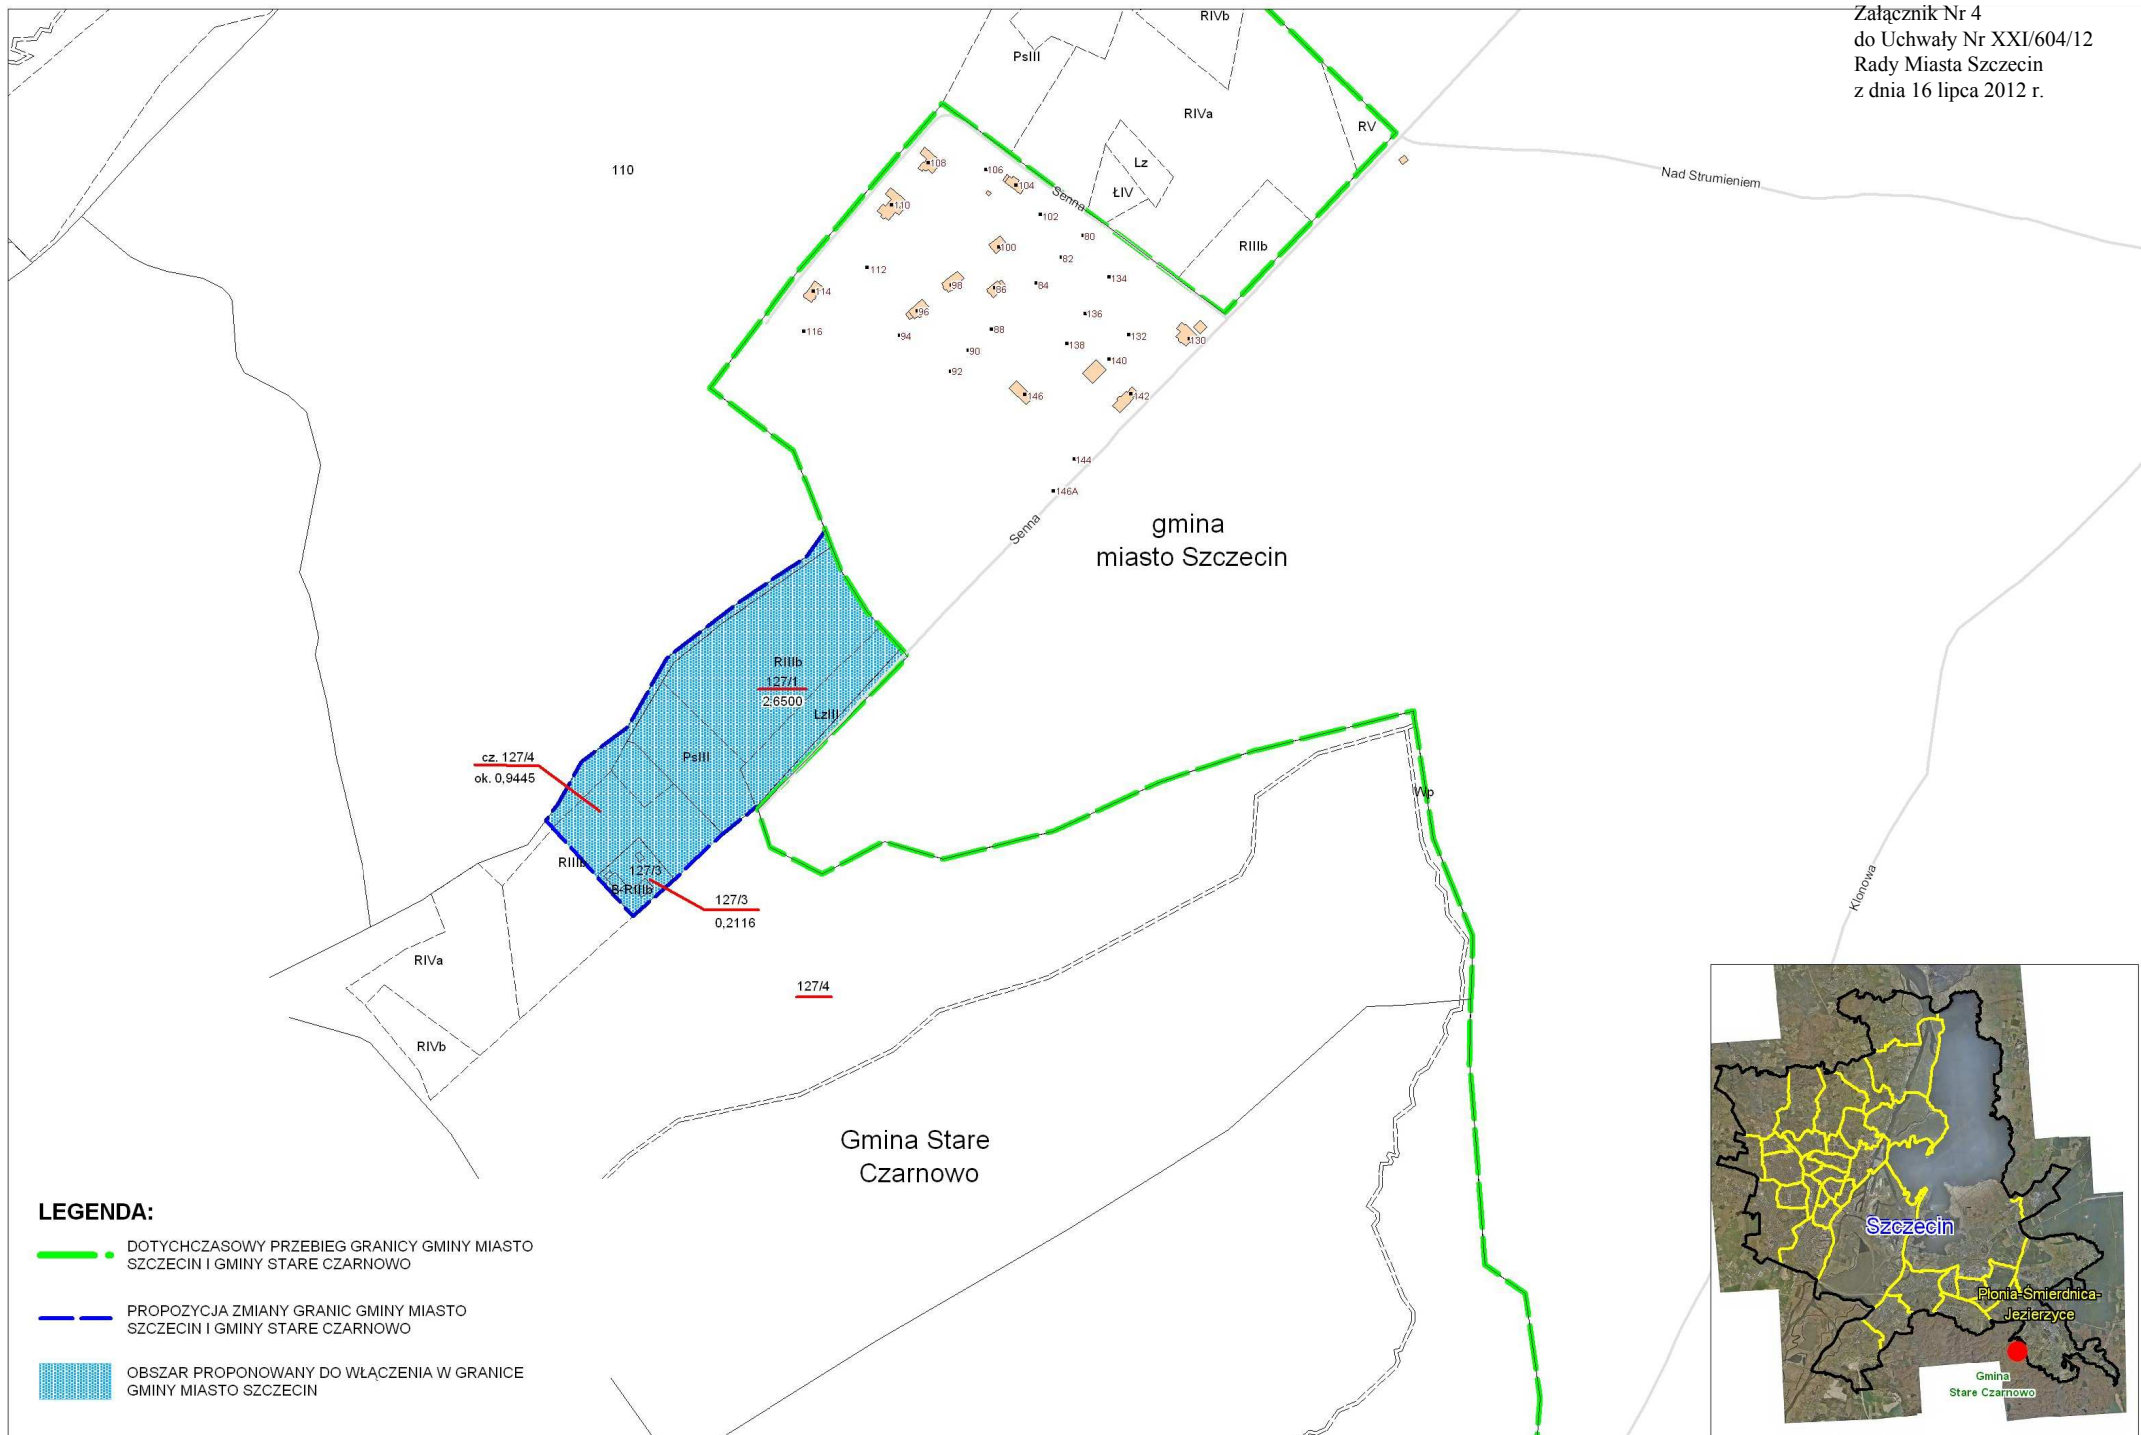 Załącznik Nr 4
do Uchwały Nr XXI/604/12
Rady Miasta Szczecin
z dnia 16 lipca 2012 r.
RIVb
PsIII
RIVa
RV
Lz
ŁIV
RIIIb
Nad Strumieniem
110
108
106
104
Senna
110
102
100
80
82
112
134
114
98
86
84
96
136
116
94
88
132
130
138
90
140
92
146
142
144
146A
Senna
gmina
miasto Szczecin
RIIIb
127/1
2,6500
LzIII
PsIII
cz. 127/4
ok. 0,9445
Wp
RIIIb
127/3
B-RIIIb
127/3
0,2116
Klonowa
RIVa
127/4
RIVb
Gmina Stare
Czarnowo
LEGENDA:
DOTYCHCZASOWY PRZEBIEG GRANICY GMINY MIASTO
SZCZECIN I GMINY STARE CZARNOWO
PROPOZYCJA ZMIANY GRANIC GMINY MIASTO
SZCZECIN I GMINY STARE CZARNOWO
OBSZAR PROPONOWANY DO WŁĄCZENIA W GRANICE
GMINY MIASTO SZCZECIN
Szczecin
Płonia-Śmierdnica-
Jezierzyce
Gmina
Stare Czarnowo